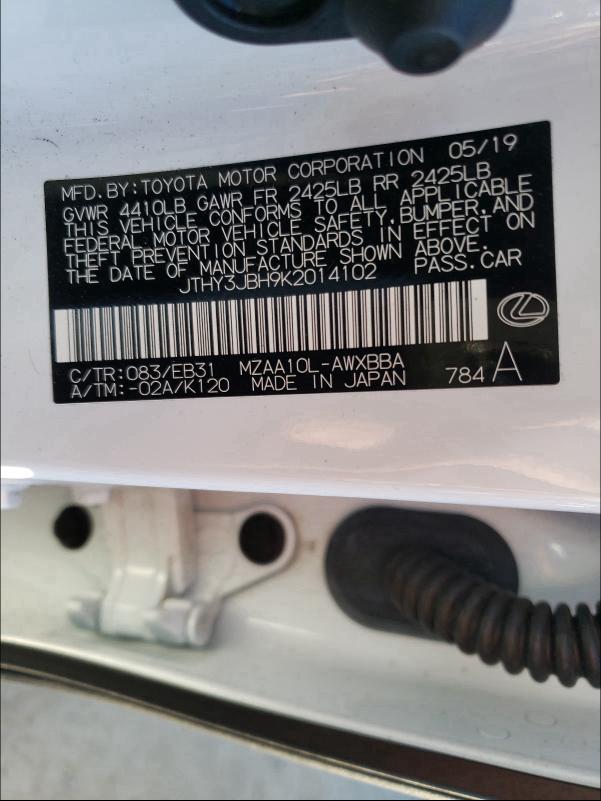 MFD. BY: TOYOTA MOTOR CORPORATION 05/19
GVWR 4410LB GAWR FR 2425LB RR 2425LB
THIS VEHICLE CONFORMS TO ALL APPLICABLE
FEDERAL MOTOR VEHICLE SAFETY, BUMPER, AND
THEFT PREVENTION STANDARDS IN EFFECT ON
THE DATE OF MANUFACTURE SHOWN ABOVE.
JTHY3JBH9K2014102 PASS. CAR
C/TR: 083/EB31 MZAA10L-AWXBBA
A/TM: -02A/K120 MADE IN JAPAN 784 A